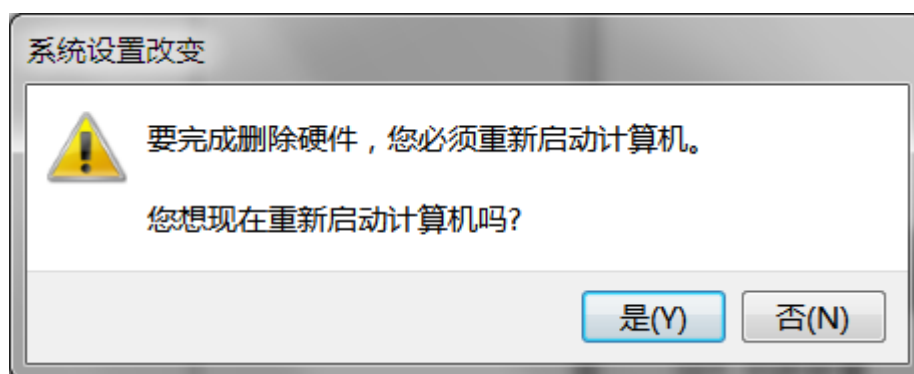 系统设置改变
要完成删除硬件，您必须重新启动计算机。
您想现在重新启动计算机吗?
是(Y)
否(N)